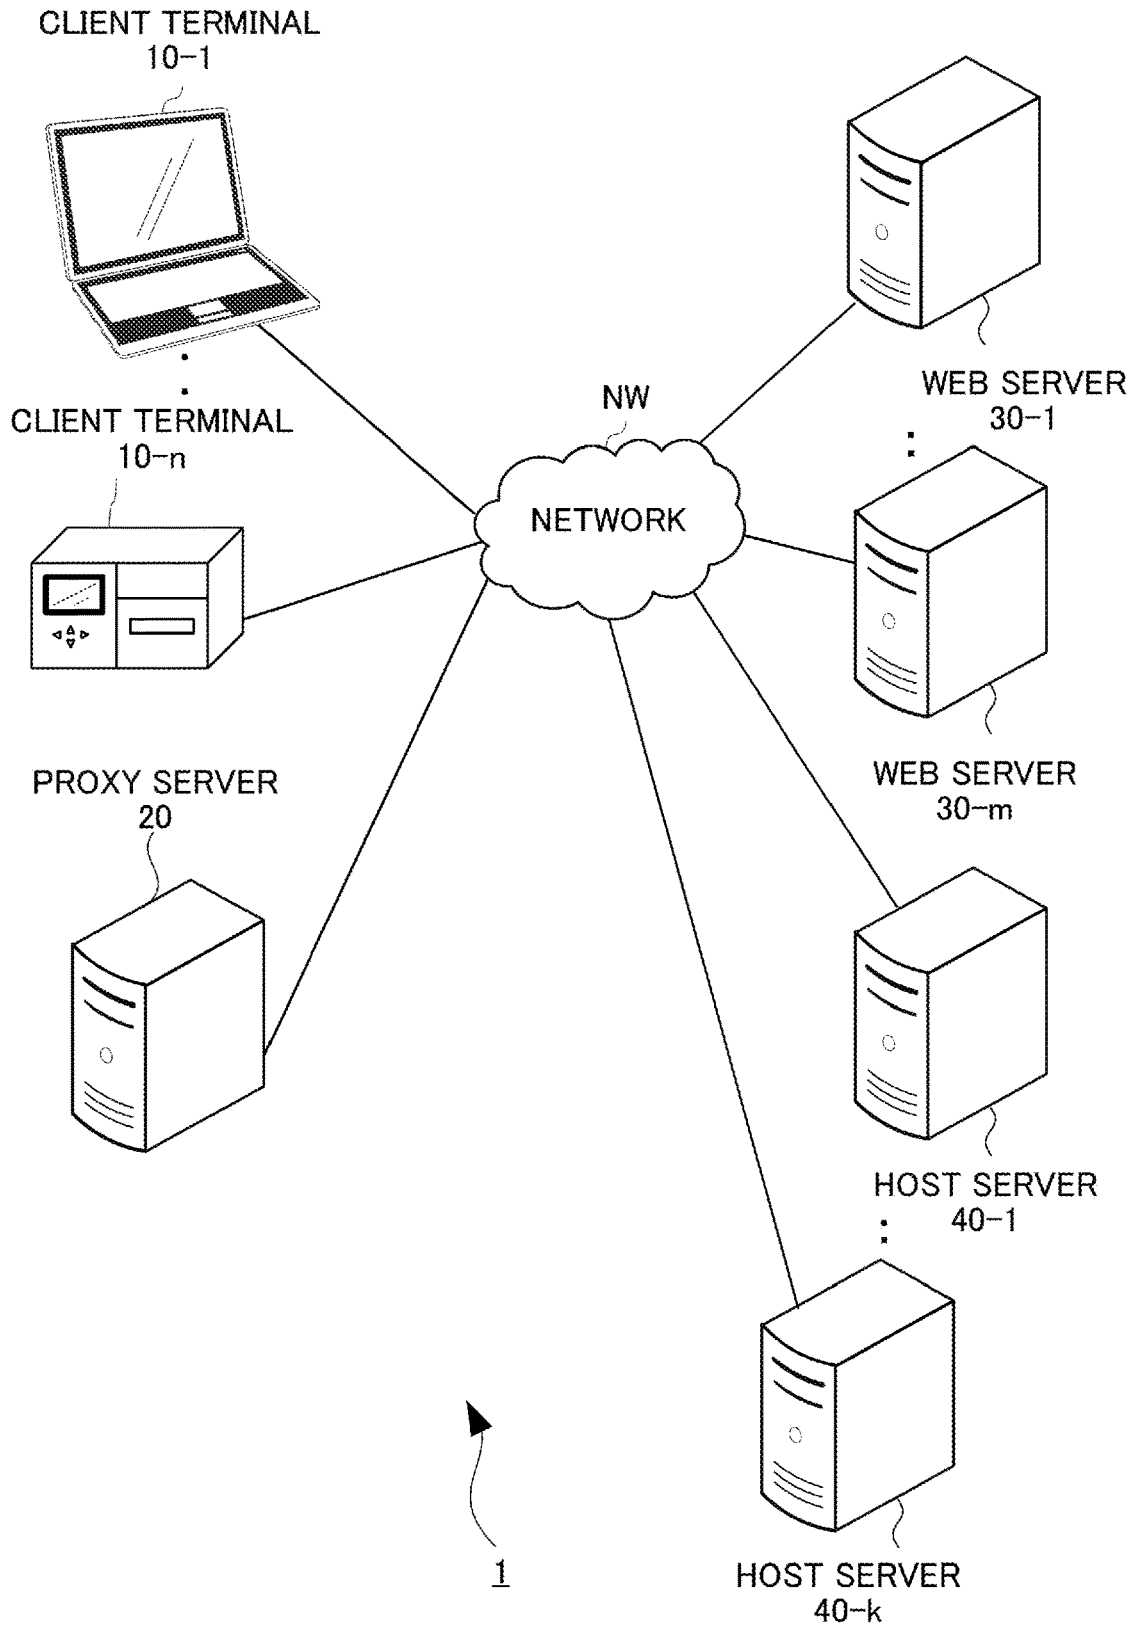 CLIENT TERMINAL
10-1
CLIENT TERMINAL
10-n
PROXY SERVER
20
NW
NETWORK
WEB SERVER
30-1
WEB SERVER
30-m
HOST SERVER
40-1
HOST SERVER
40-k
1